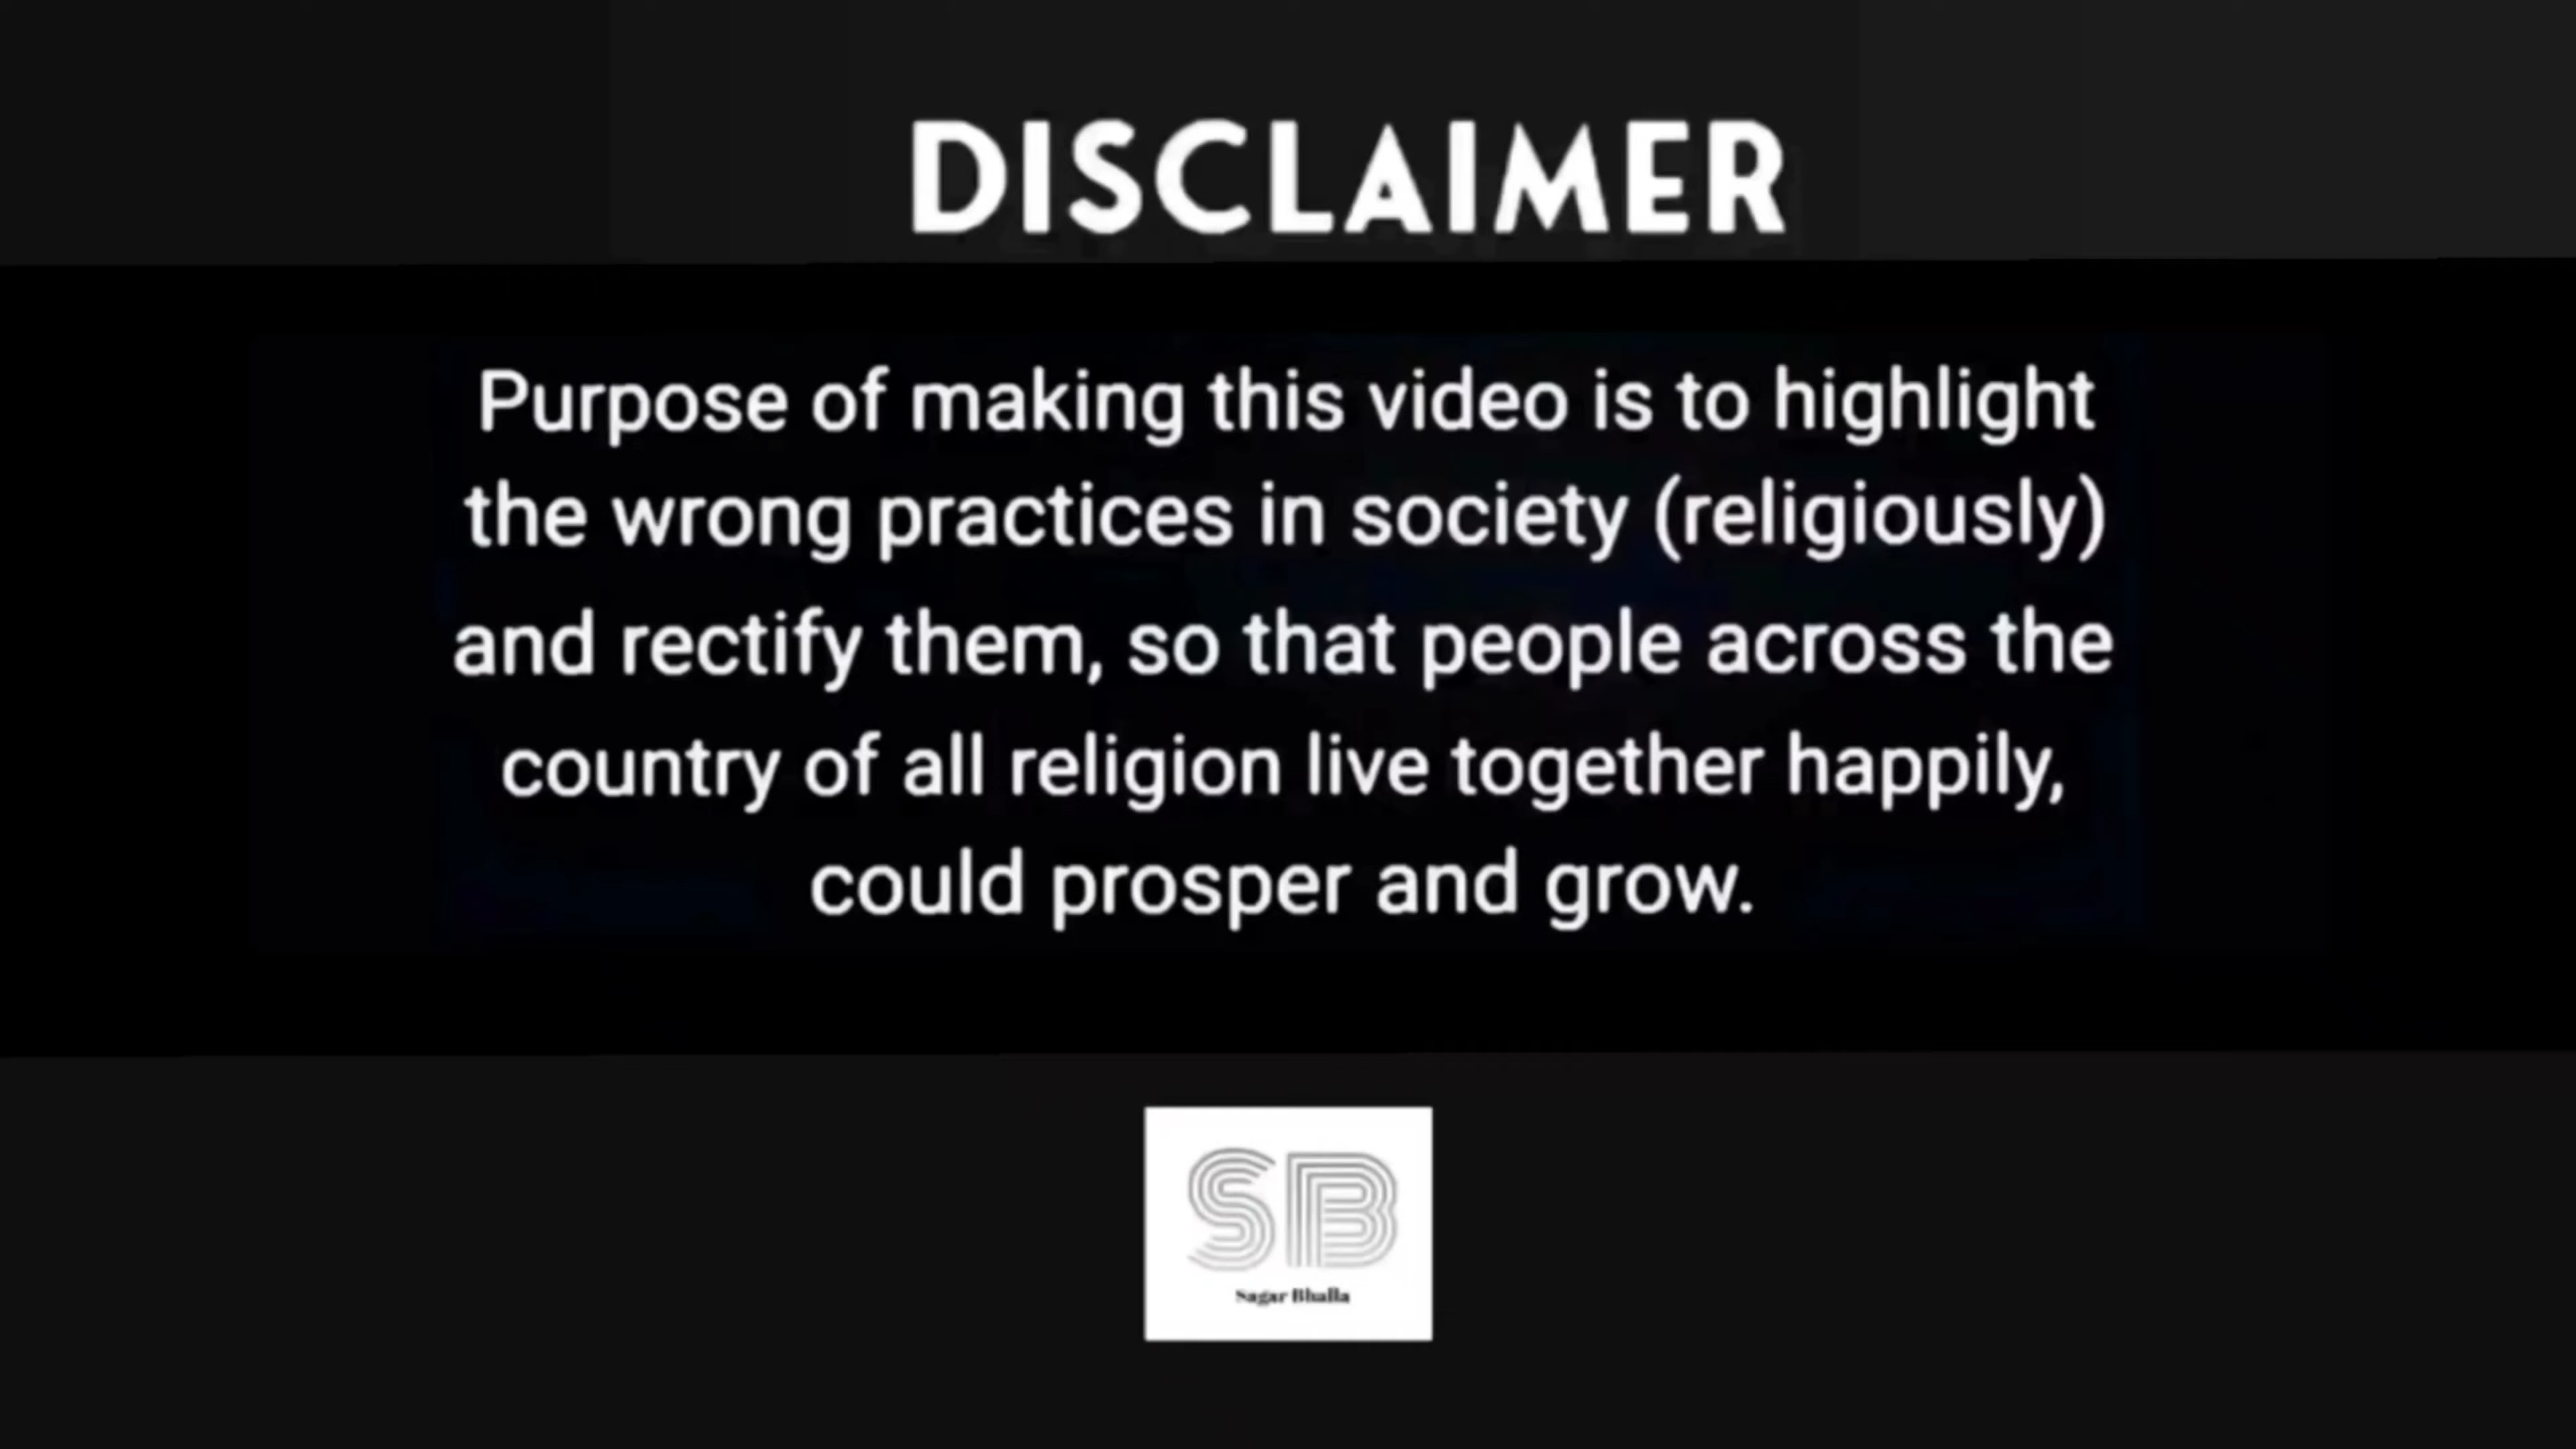 DISCLAIMER
Purpose of making this video is to highlight
the wrong practices in society (religiously)
and rectify them, so that people across the
country of all religion live together happily,
could prosper and grow.
SB
Sagar Bhalla